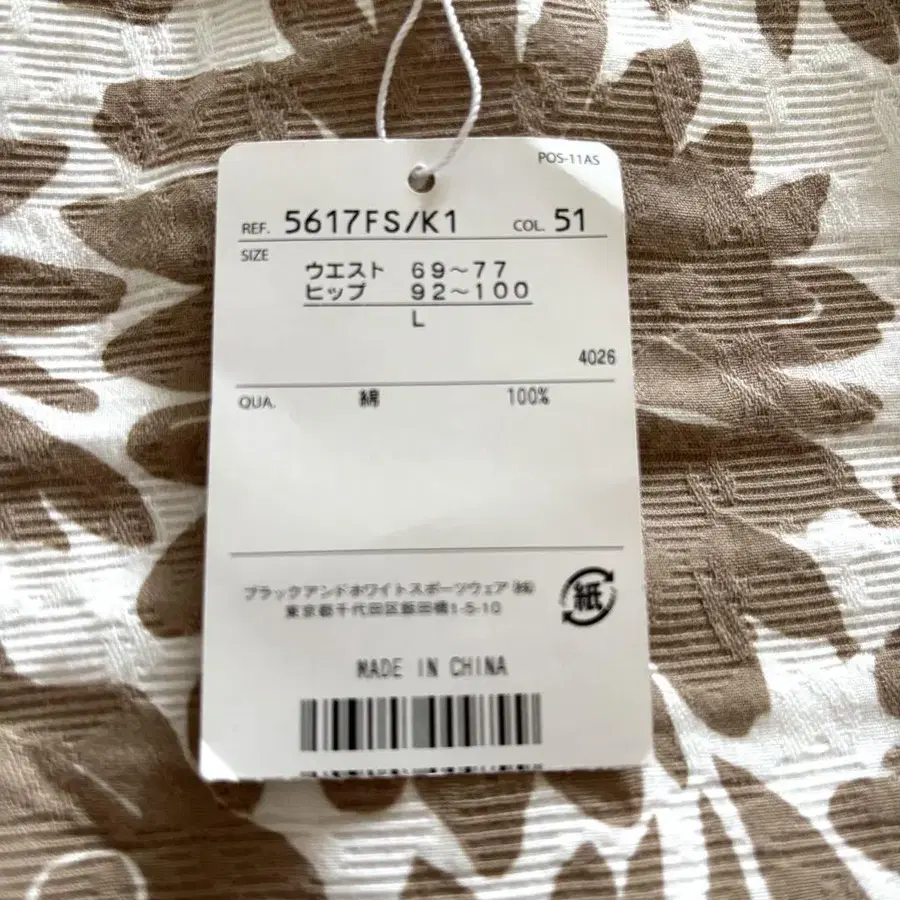 POS-11AS
REF. 5617FS/K1 COL. 51
SIZE
ウエスト 69～77
ヒップ 92～100
L
4026
QUA. 綿 100%
ブラックアンドホワイトスポーツウェア㈱
東京都千代田区飯田橋1-5-10
紙
MADE IN CHINA